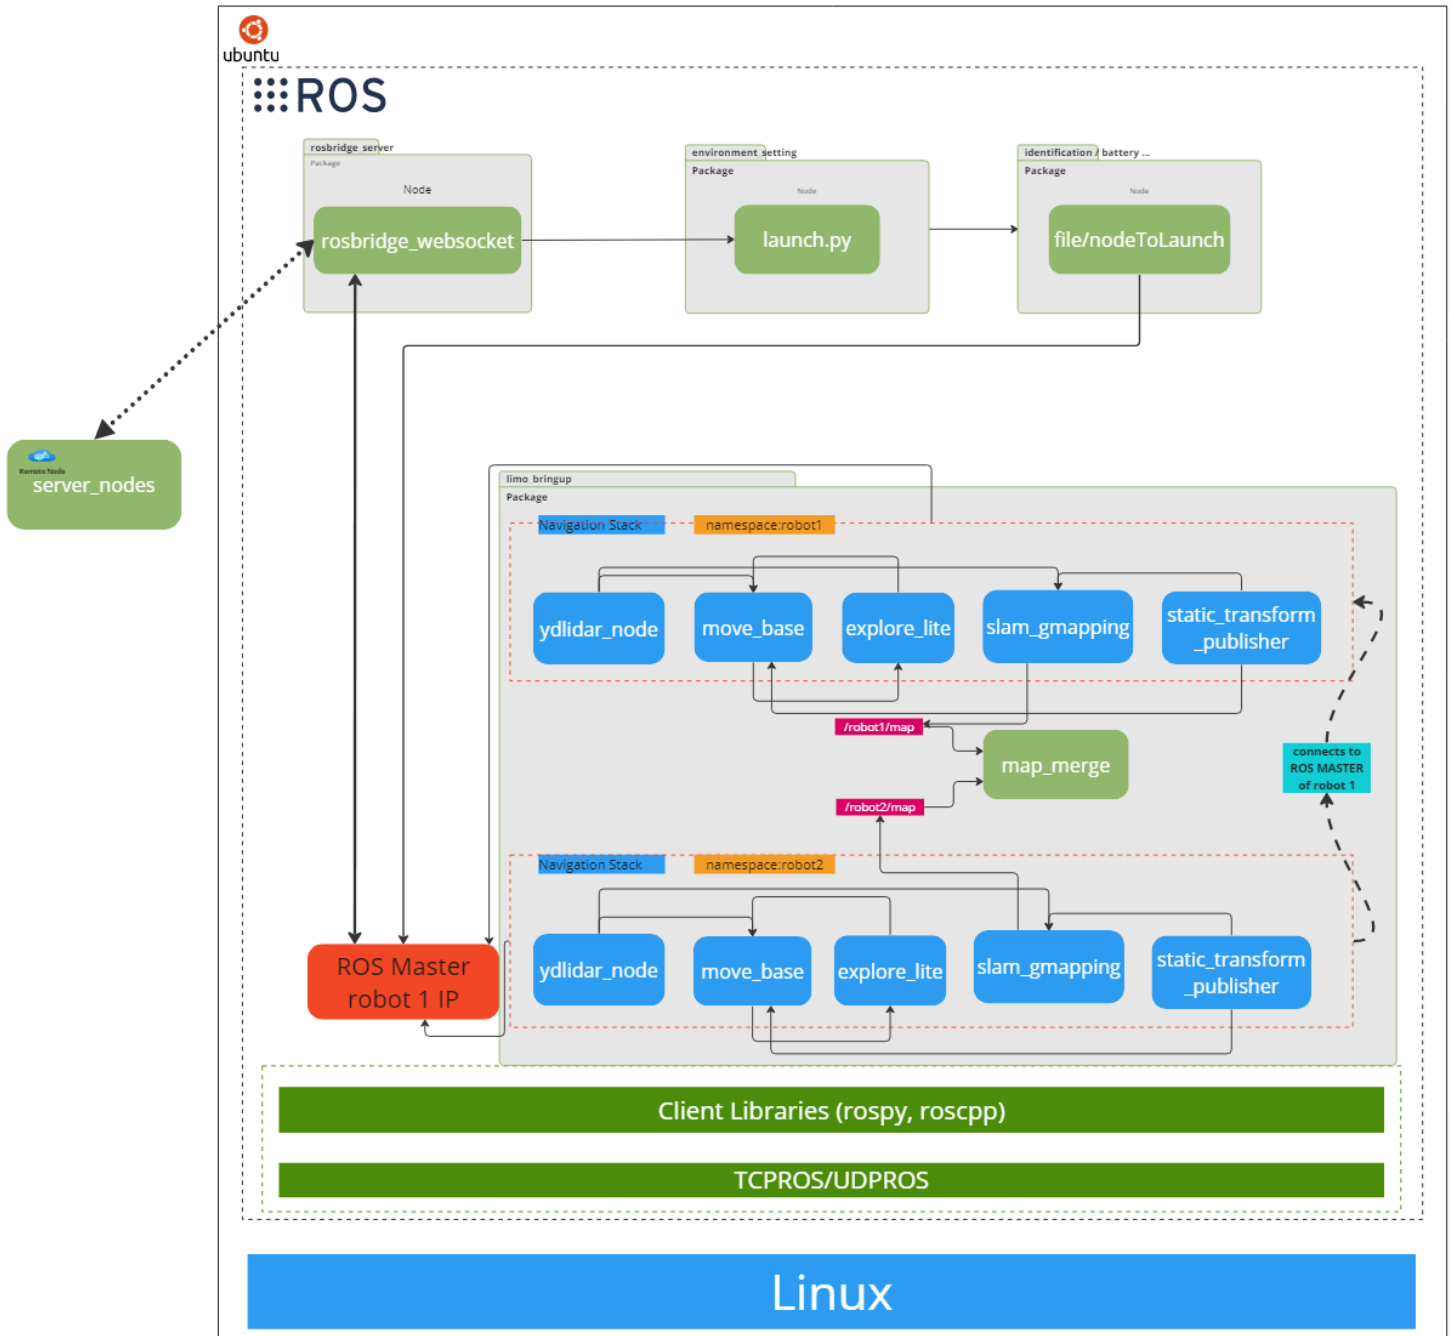 ubuntu
ROS
rosbridge_server
Package
Node
rosbridge_websocket
environment_setting
Package
Node
launch.py
identification / battery ...
Package
Node
file/nodeToLaunch
Remote Node
server_nodes
limo_bringup
Package
Navigation Stack
namespace:robot1
ydlidar_node
move_base
explore_lite
slam_gmapping
static_transform
_publisher
/robot1/map
map_merge
connects to
ROS MASTER
of robot 1
/robot2/map
Navigation Stack
namespace:robot2
ydlidar_node
move_base
explore_lite
slam_gmapping
static_transform
_publisher
ROS Master
robot 1 IP
Client Libraries (rospy, roscpp)
TCPROS/UDPROS
Linux